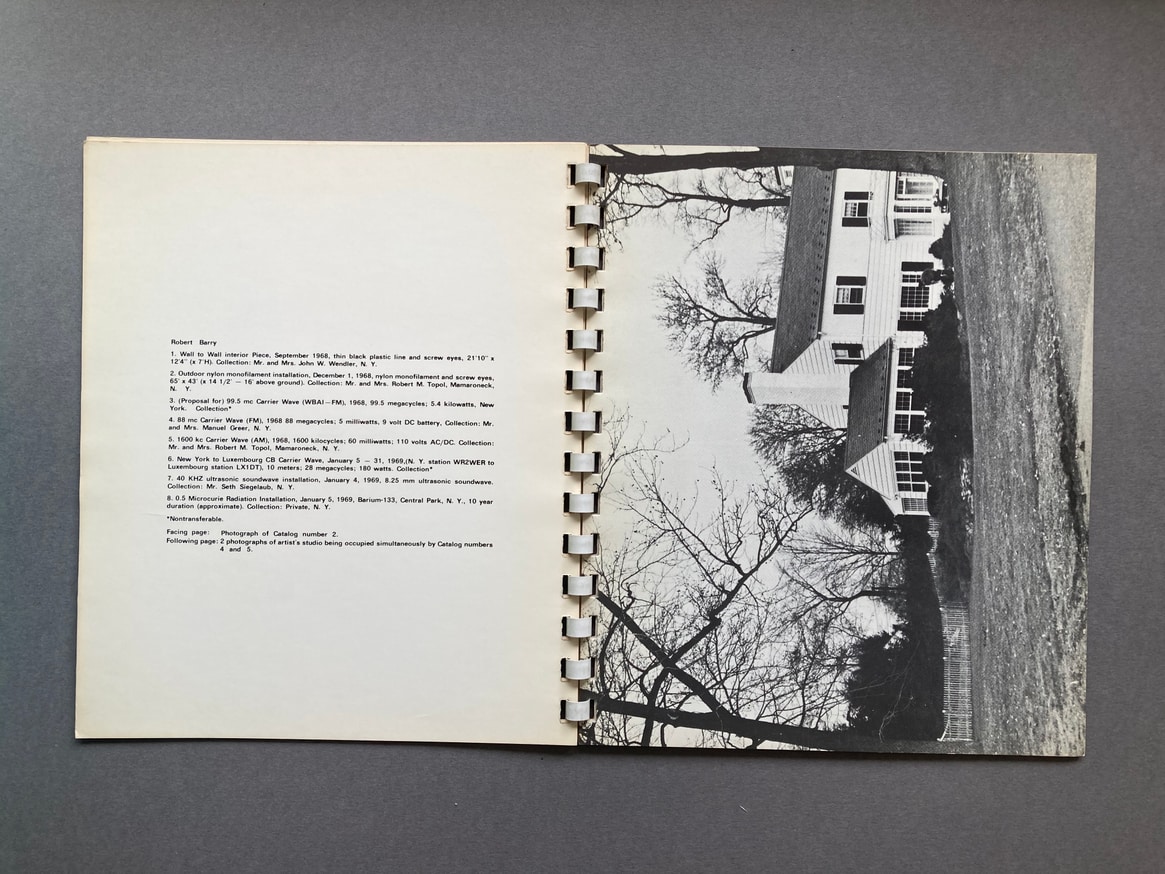 Robert Barry
1. Wall to Wall interior Piece, September 1968, thin black plastic line and screw eyes, 21'10" x
12'4" (x 7'H). Collection: Mr. and Mrs. John W. Wendler, N. Y.
2. Outdoor nylon monofilament installation, December 1, 1968, nylon monofilament and screw eyes,
65' x 43' (x 14 1/2' — 16' above ground). Collection: Mr. and Mrs. Robert M. Topol, Mamaroneck,
N. Y.
3. (Proposal for) 99.5 mc Carrier Wave (WBAI—FM), 1968, 99.5 megacycles; 5.4 kilowatts, New
York. Collection*
4. 88 mc Carrier Wave (FM), 1968 88 megacycles; 5 milliwatts, 9 volt DC battery, Collection: Mr.
and Mrs. Manuel Greer, N. Y.
5. 1600 kc Carrier Wave (AM), 1968, 1600 kilocycles; 60 milliwatts; 110 volts AC/DC. Collection:
Mr. and Mrs. Robert M. Topol, Mamaroneck, N. Y.
6. New York to Luxembourg CB Carrier Wave, January 5 — 31, 1969,(N. Y. station WR2WER to
Luxembourg station LX1DT), 10 meters; 28 megacycles; 180 watts. Collection*
7. 40 KHZ ultrasonic soundwave installation, January 4, 1969, 8.25 mm ultrasonic soundwave.
Collection: Mr. Seth Siegelaub, N. Y.
8. 0.5 Microcurie Radiation Installation, January 5, 1969, Barium-133, Central Park, N. Y., 10 year
duration (approximate). Collection: Private, N. Y.
*Nontransferable.
Facing page: Photograph of Catalog number 2.
Following page: 2 photographs of artist's studio being occupied simultaneously by Catalog numbers
4 and 5.